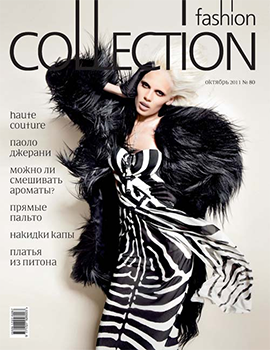 fashion
COLLECTION
октябрь 2011 № 80
haute
couture
паоло
джерани
можно ли
смешивать
ароматы?
прямые
пальто
накидки капы
платья
из питона